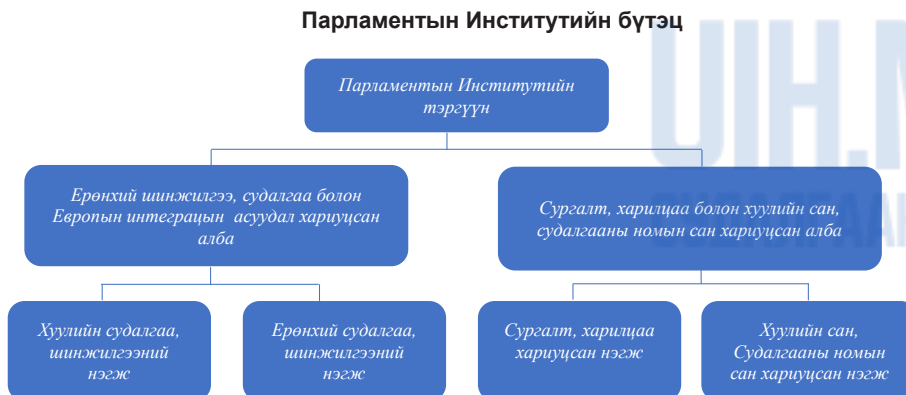 Парламентын Институтийн бүтэц
UIH.M
СУДАЛГААН
Парламентын Институтийн
тэргүүн
Ерөнхий шинжилгээ, судалгаа болон
Европын интеграцын асуудал хариуцсан
алба
Сургалт, харилцаа болон хуулийн сан,
судалгааны номын сан хариуцсан алба
Хуулийн судалгаа,
шинжилгээний
нэгж
Ерөнхий судалгаа,
шинжилгээний
нэгж
Сургалт, харилцаа
хариуцсан нэгж
Хуулийн сан,
Судалгааны номын
сан хариуцсан нэгж